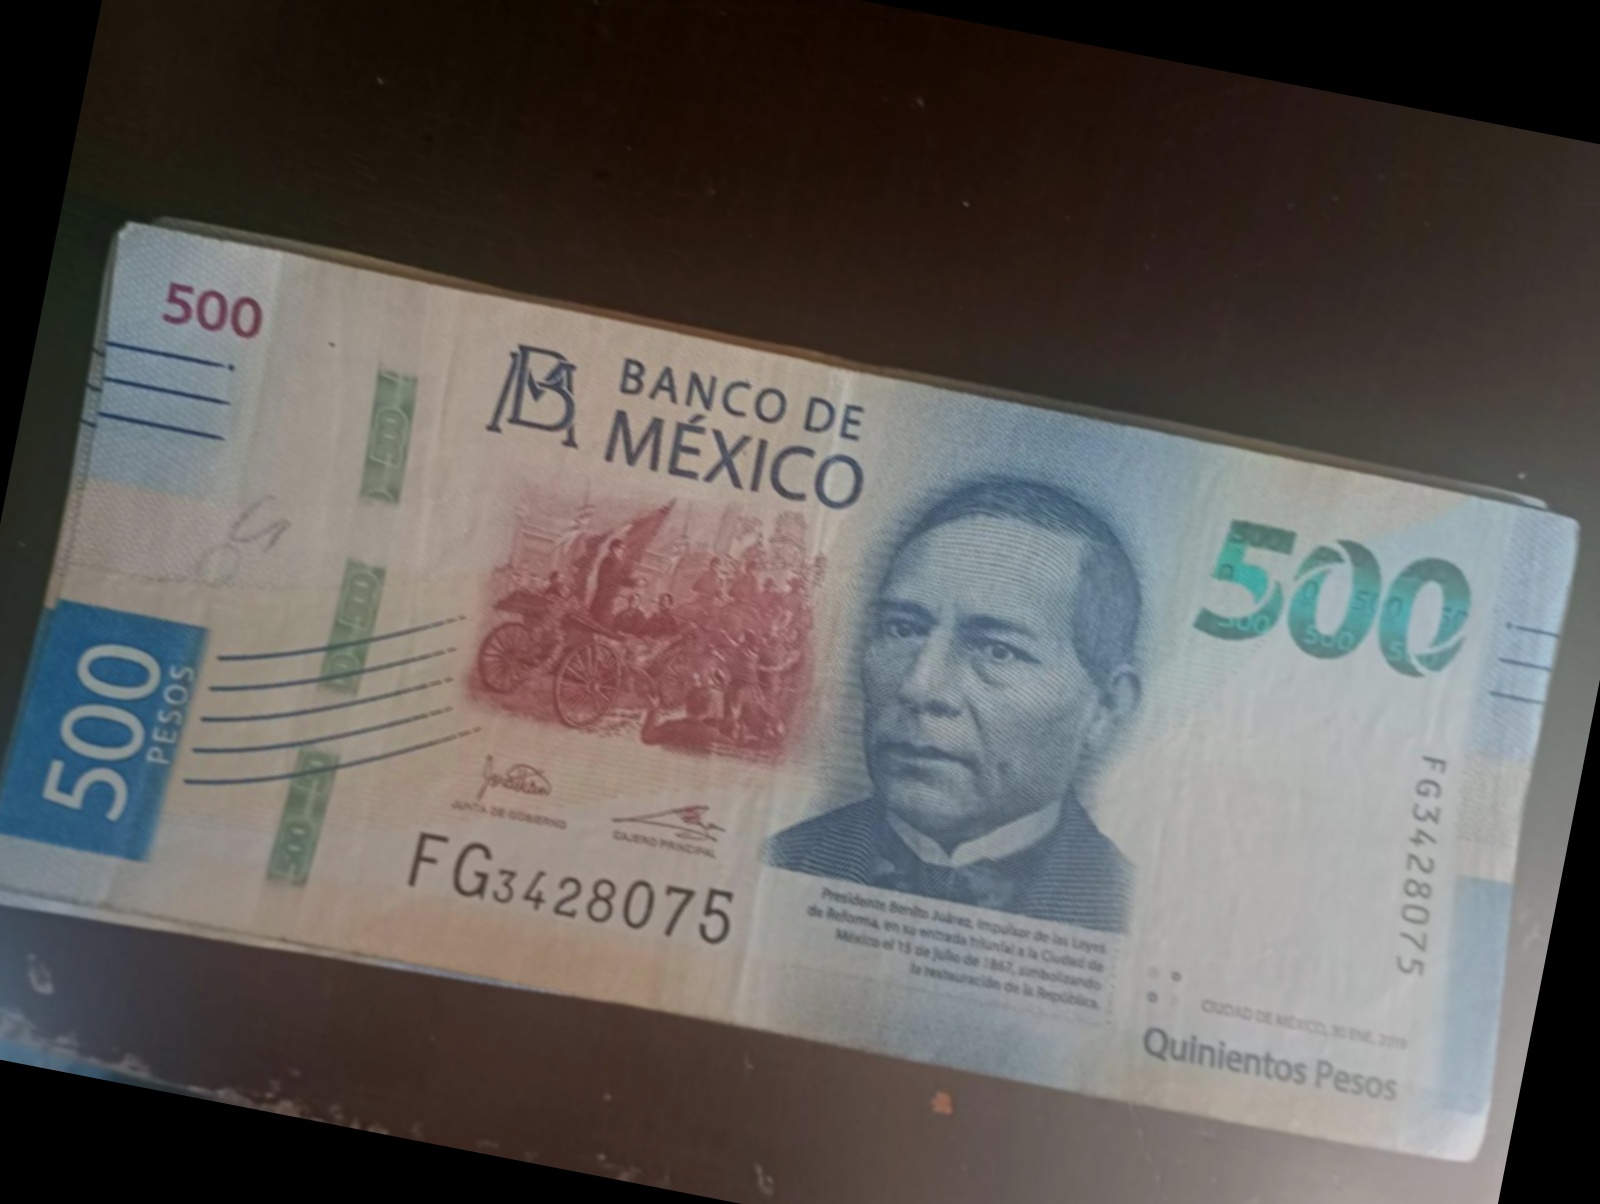 500
BANCO DE
MÉXICO
500
500
PESOS
JUNTA DE GOBIERNO
CAJERO PRINCIPAL
FG3428075
FG3428075
Presidente Benito Juárez, impulsor de las Leyes
de Reforma, en su entrada triunfal a la Ciudad de
México el 15 de julio de 1867, simbolizando
la restauración de la República.
CIUDAD DE MÉXICO, 30 ENE. 2019
Quinientos Pesos